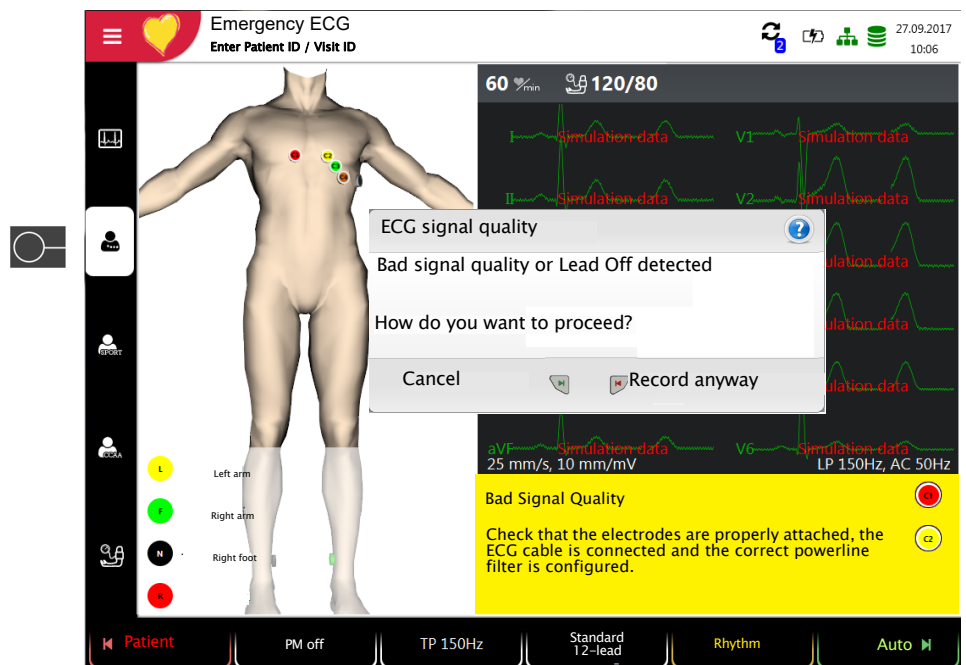 Emergency ECG
Enter Patient ID / Visit ID
2
27.09.2017
10:06
60 /min 120/80
I Simulation data V1 Simulation data
II Simulation data V2 Simulation data
C1 C2
C3
ECG signal quality ?
Bad signal quality or Lead Off detected
ulation data
How do you want to proceed?
ulation data
Cancel Record anyway
ulation data
SPORT
CCAA
aVF Simulation data V6 Simulation data
25 mm/s, 10 mm/mV LP 150Hz, AC 50Hz
L Left arm
F Right arm
N Right foot
R
Bad Signal Quality C1
Check that the electrodes are properly attached, the
ECG cable is connected and the correct powerline
filter is configured.
C2
Patient PM off TP 150Hz Standard
12-lead
Rhythm Auto